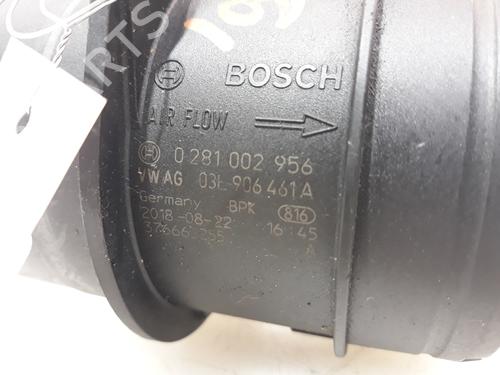 BOSCH
AIR FLOW
0 281 002 956
VWAG 03L 906 461 A
Germany BPK 816
2018-08-22 16:45
A